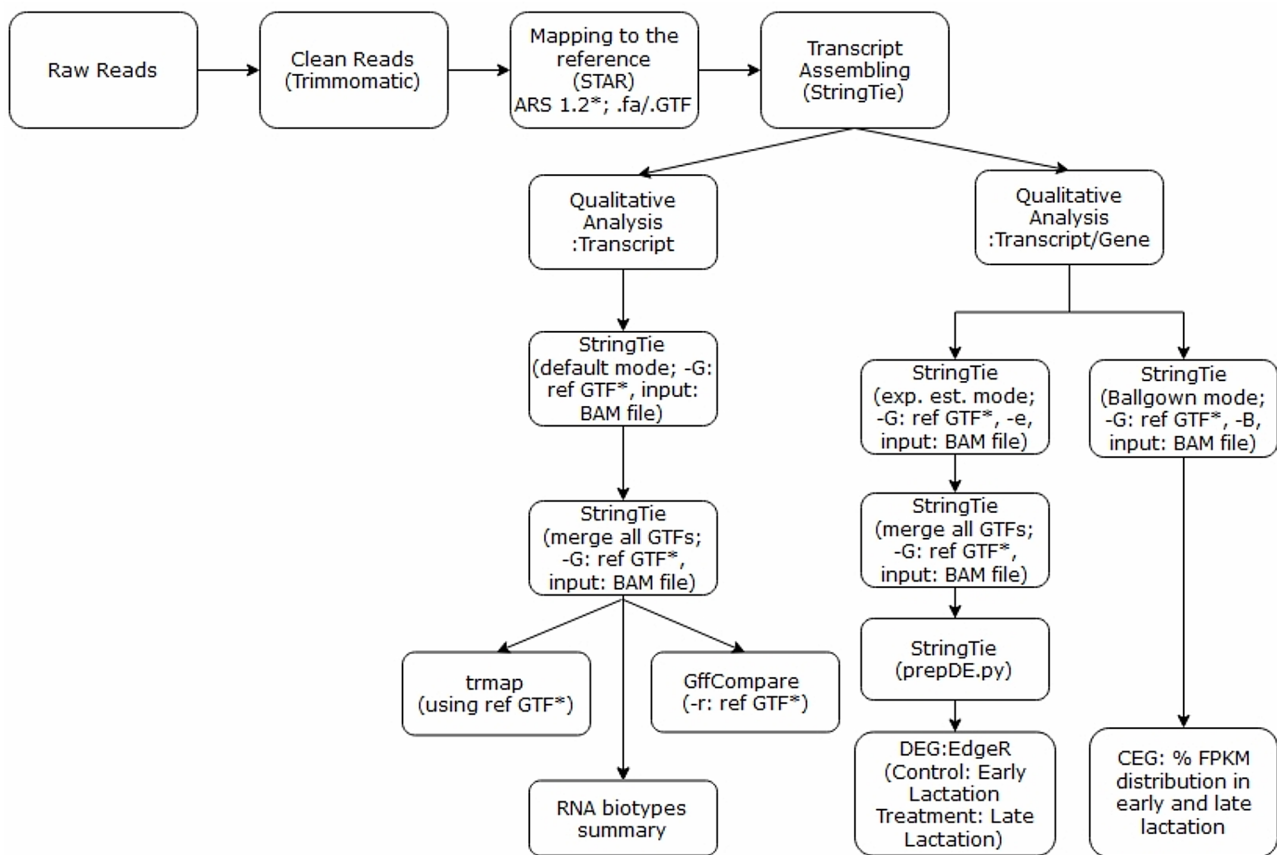 Raw Reads
Clean Reads
(Trimmomatic)
Mapping to the
reference
(STAR)
ARS 1.2*; .fa/.GTF
Transcript
Assembling
(StringTie)
Qualitative
Analysis
:Transcript
Qualitative
Analysis
:Transcript/Gene
StringTie
(default mode; -G:
ref GTF*, input:
BAM file)
StringTie
(exp. est. mode;
-G: ref GTF*, -e,
input: BAM file)
StringTie
(Ballgown mode;
-G: ref GTF*, -B,
input: BAM file)
StringTie
(merge all GTFs;
-G: ref GTF*,
input: BAM file)
StringTie
(merge all GTFs;
-G: ref GTF*,
input: BAM file)
trmap
(using ref GTF*)
GffCompare
(-r: ref GTF*)
StringTie
(prepDE.py)
RNA biotypes
summary
DEG:EdgeR
(Control: Early
Lactation
Treatment: Late
Lactation)
CEG: % FPKM
distribution in
early and late
lactation